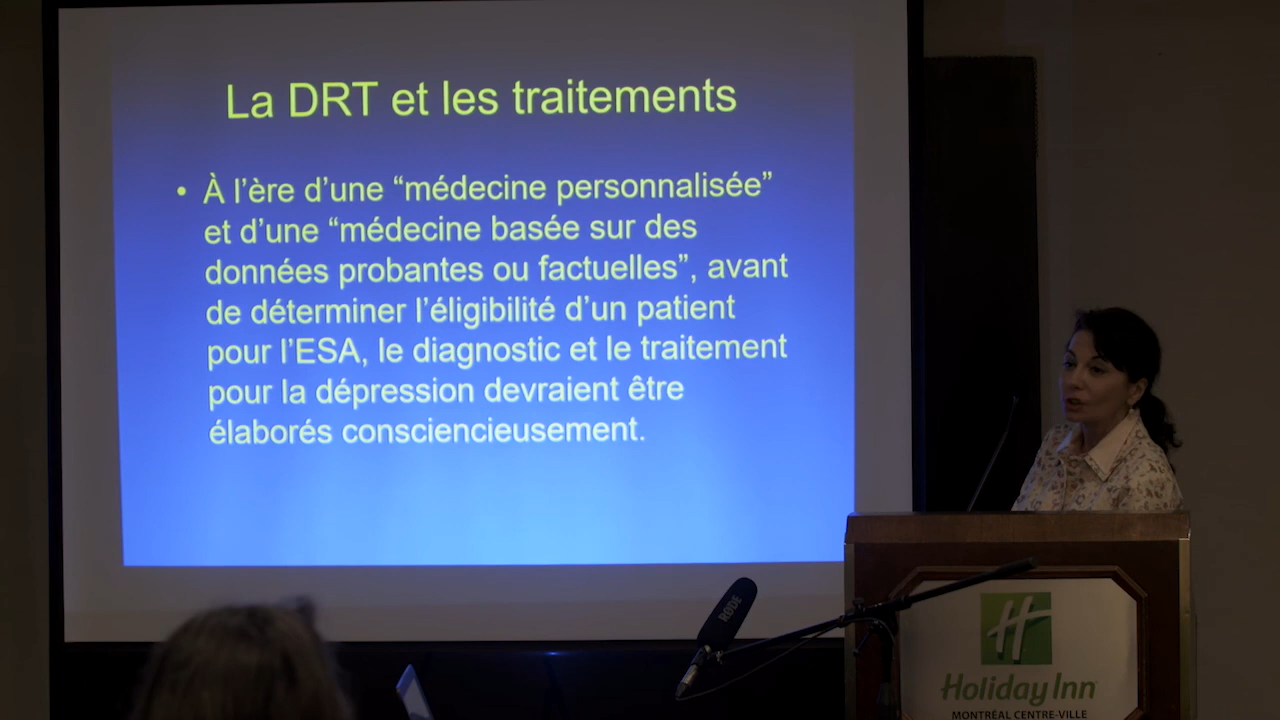 La DRT et les traitements
• À l'ère d'une “médecine personnalisée”
et d'une “médecine basée sur des
données probantes ou factuelles”, avant
de déterminer l'éligibilité d'un patient
pour l'ESA, le diagnostic et le traitement
pour la dépression devraient être
élaborés consciencieusement.
RØDE
H
Holiday Inn
MONTRÉAL CENTRE-VILLE